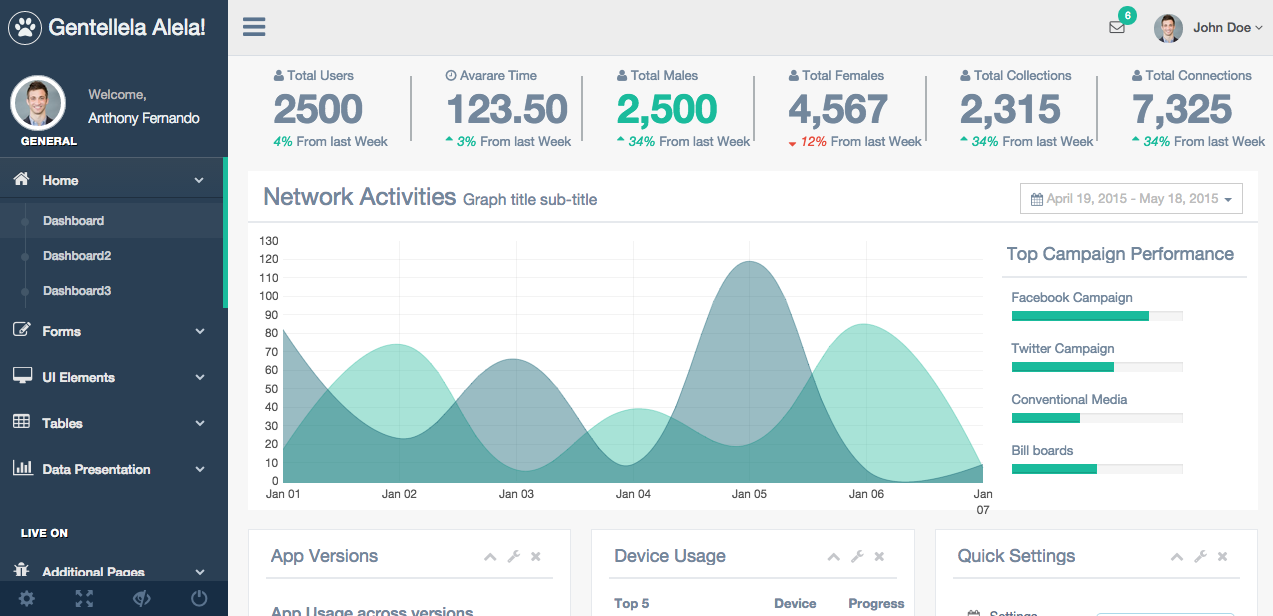 Gentellela Alela!
6
John Doe
Welcome,
Anthony Fernando
GENERAL
Home
Dashboard
Dashboard2
Dashboard3
Forms
UI Elements
Tables
Data Presentation
LIVE ON
Additional Pages
Total Users
2500
4% From last Week
Avarare Time
123.50
3% From last Week
Total Males
2,500
34% From last Week
Total Females
4,567
12% From last Week
Total Collections
2,315
34% From last Week
Total Connections
7,325
34% From last Week
Network Activities Graph title sub-title
April 19, 2015 - May 18, 2015
130
120
110
100
90
80
70
60
50
40
30
20
10
0
Jan 01
Jan 02
Jan 03
Jan 04
Jan 05
Jan 06
Jan
07
Top Campaign Performance
Facebook Campaign
Twitter Campaign
Conventional Media
Bill boards
App Versions
App Usage across versions
Device Usage
Top 5 Device Progress
Quick Settings
Settings